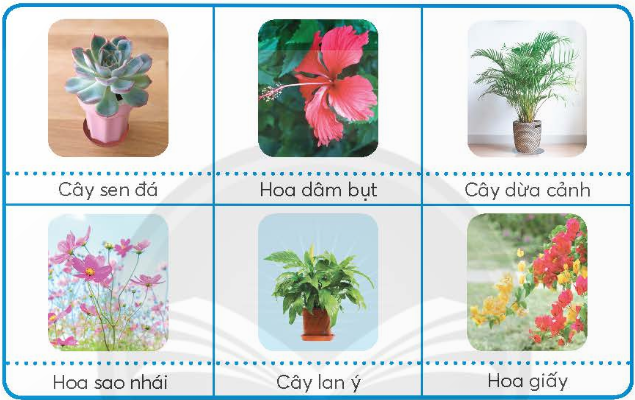 Cây sen đá
Hoa dâm bụt
Cây dừa cảnh
Hoa sao nhái
Cây lan ý
Hoa giấy